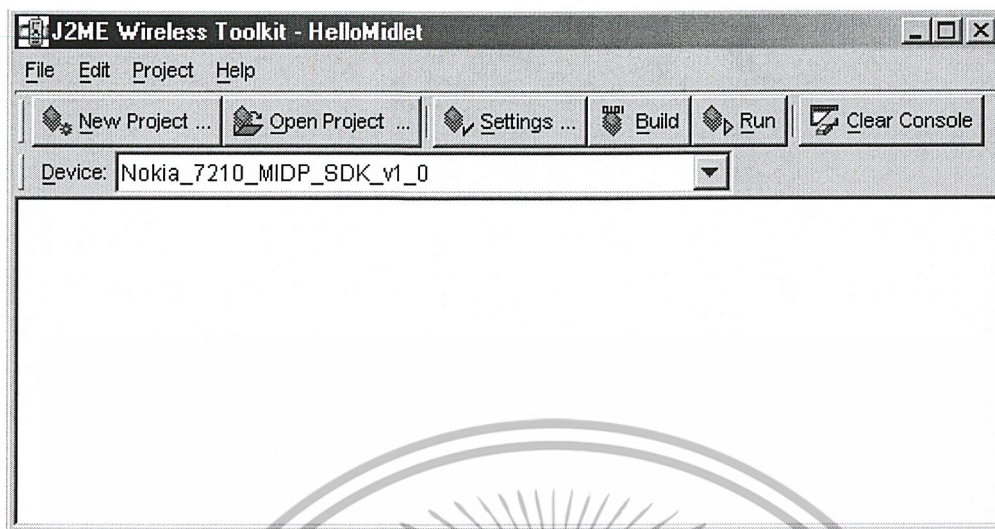 J2ME Wireless Toolkit - HelloMidlet
File Edit Project Help
New Project ... Open Project ... Settings ... Build Run Clear Console
Device: Nokia_7210_MIDP_SDK_v1_0